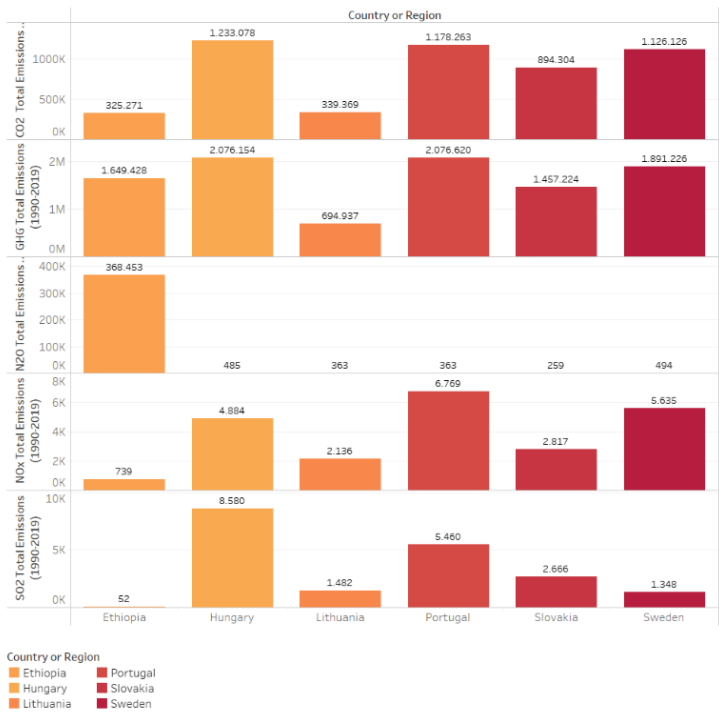 Country or Region
CO2 Total Emissions..
1000K
500K
0K
325.271
1.233.078
339.369
1.178.263
894.304
1.126.126
GHG Total Emissions
(1990-2019)
2M
1M
0M
1.649.428
2.076.154
694.937
2.076.620
1.457.224
1.891.226
N2O Total Emissions..
400K
300K
200K
100K
0K
368.453
485
363
363
259
494
NOx Total Emissions
(1990-2019)
8K
6K
4K
2K
0K
739
4.884
2.136
6.769
2.817
5.635
SO2 Total Emissions
(1990-2019)
10K
5K
0K
52
8.580
1.482
5.460
2.666
1.348
Ethiopia
Hungary
Lithuania
Portugal
Slovakia
Sweden
Country or Region
Ethiopia
Hungary
Lithuania
Portugal
Slovakia
Sweden